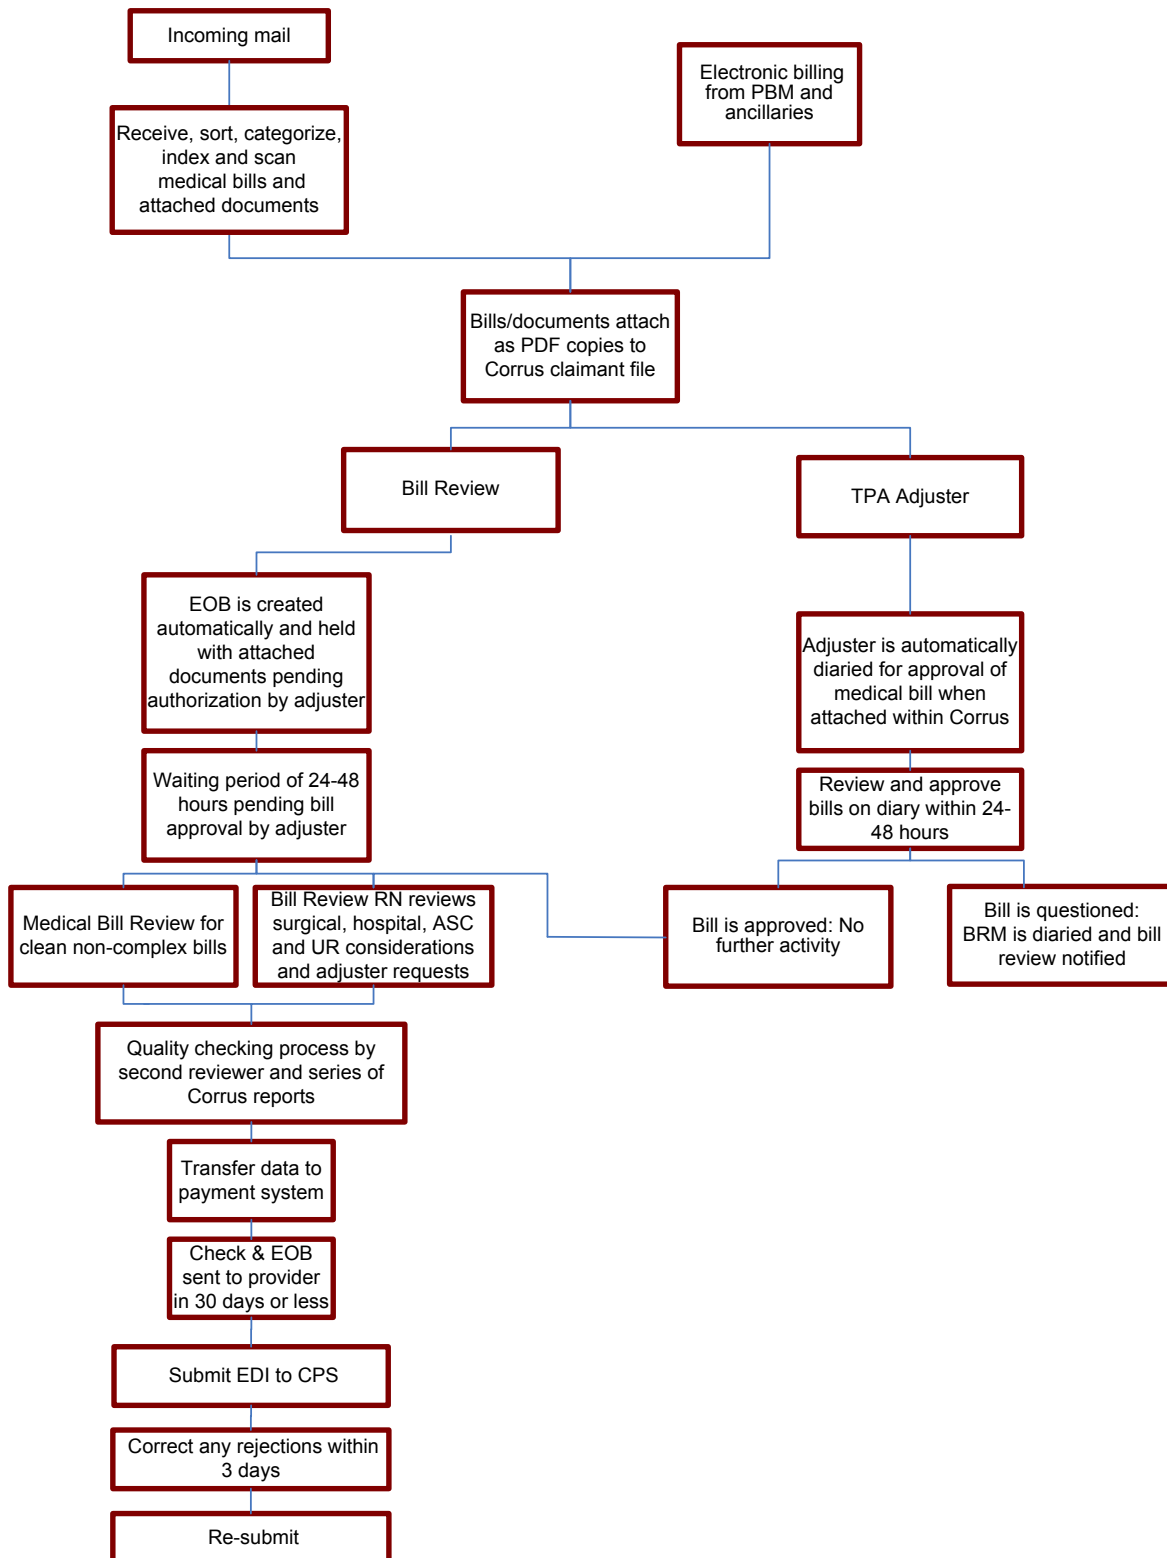 Incoming mail
Electronic billing
from PBM and
ancillaries
Receive, sort, categorize,
index and scan
medical bills and
attached documents
Bills/documents attach
as PDF copies to
Corrus claimant file
Bill Review
TPA Adjuster
EOB is created
automatically and held
with attached
documents pending
authorization by adjuster
Adjuster is automatically
diaried for approval of
medical bill when
attached within Corrus
Waiting period of 24-48
hours pending bill
approval by adjuster
Review and approve
bills on diary within 24-
48 hours
Medical Bill Review for
clean non-complex bills
Bill Review RN reviews
surgical, hospital, ASC
and UR considerations
and adjuster requests
Bill is approved: No
further activity
Bill is questioned:
BRM is diaried and bill
review notified
Quality checking process by
second reviewer and series of
Corrus reports
Transfer data to
payment system
Check & EOB
sent to provider
in 30 days or less
Submit EDI to CPS
Correct any rejections within
3 days
Re-submit